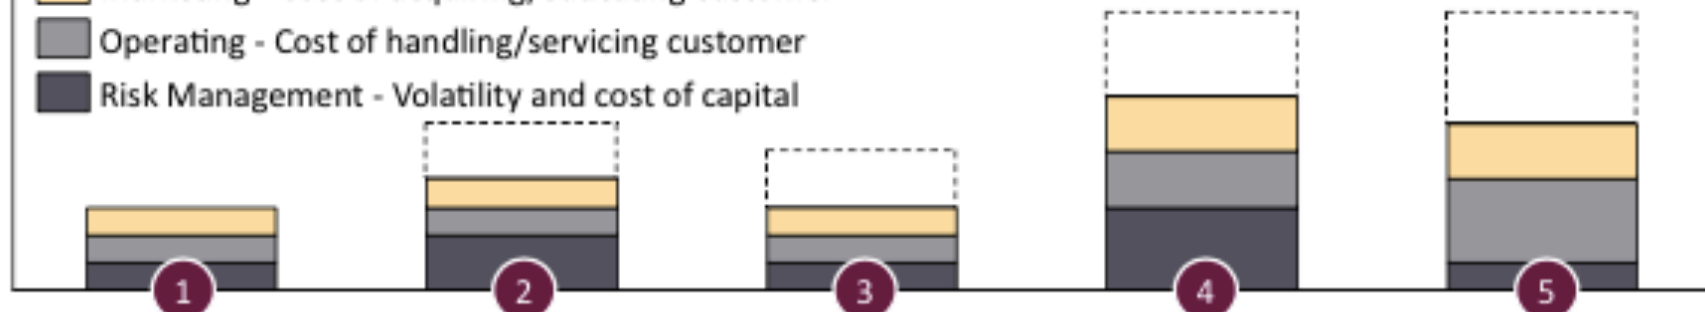 Operating - Cost of handling/servicing customer
Risk Management - Volatility and cost of capital
1 2 3 4 5